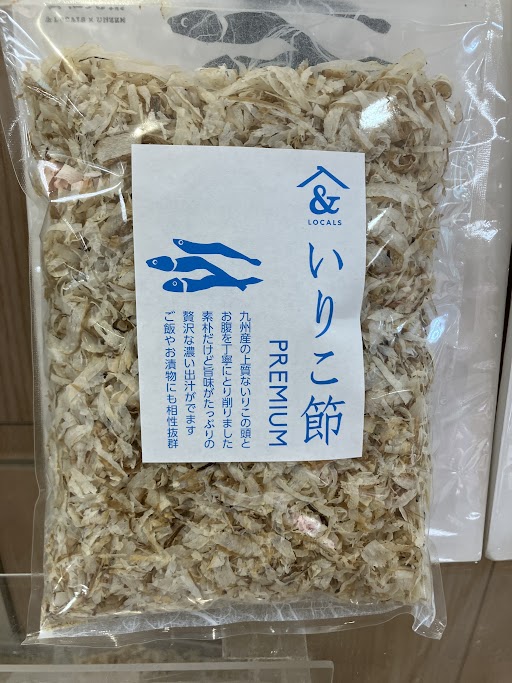 &
LOCALS
いりこ節
PREMIUM
九州産の上質ないりこの頭と
お腹を丁寧にとり削りました
素朴だけど旨味がたっぷりの
贅沢な濃い出汁がでます
ご飯やお漬物にも相性抜群